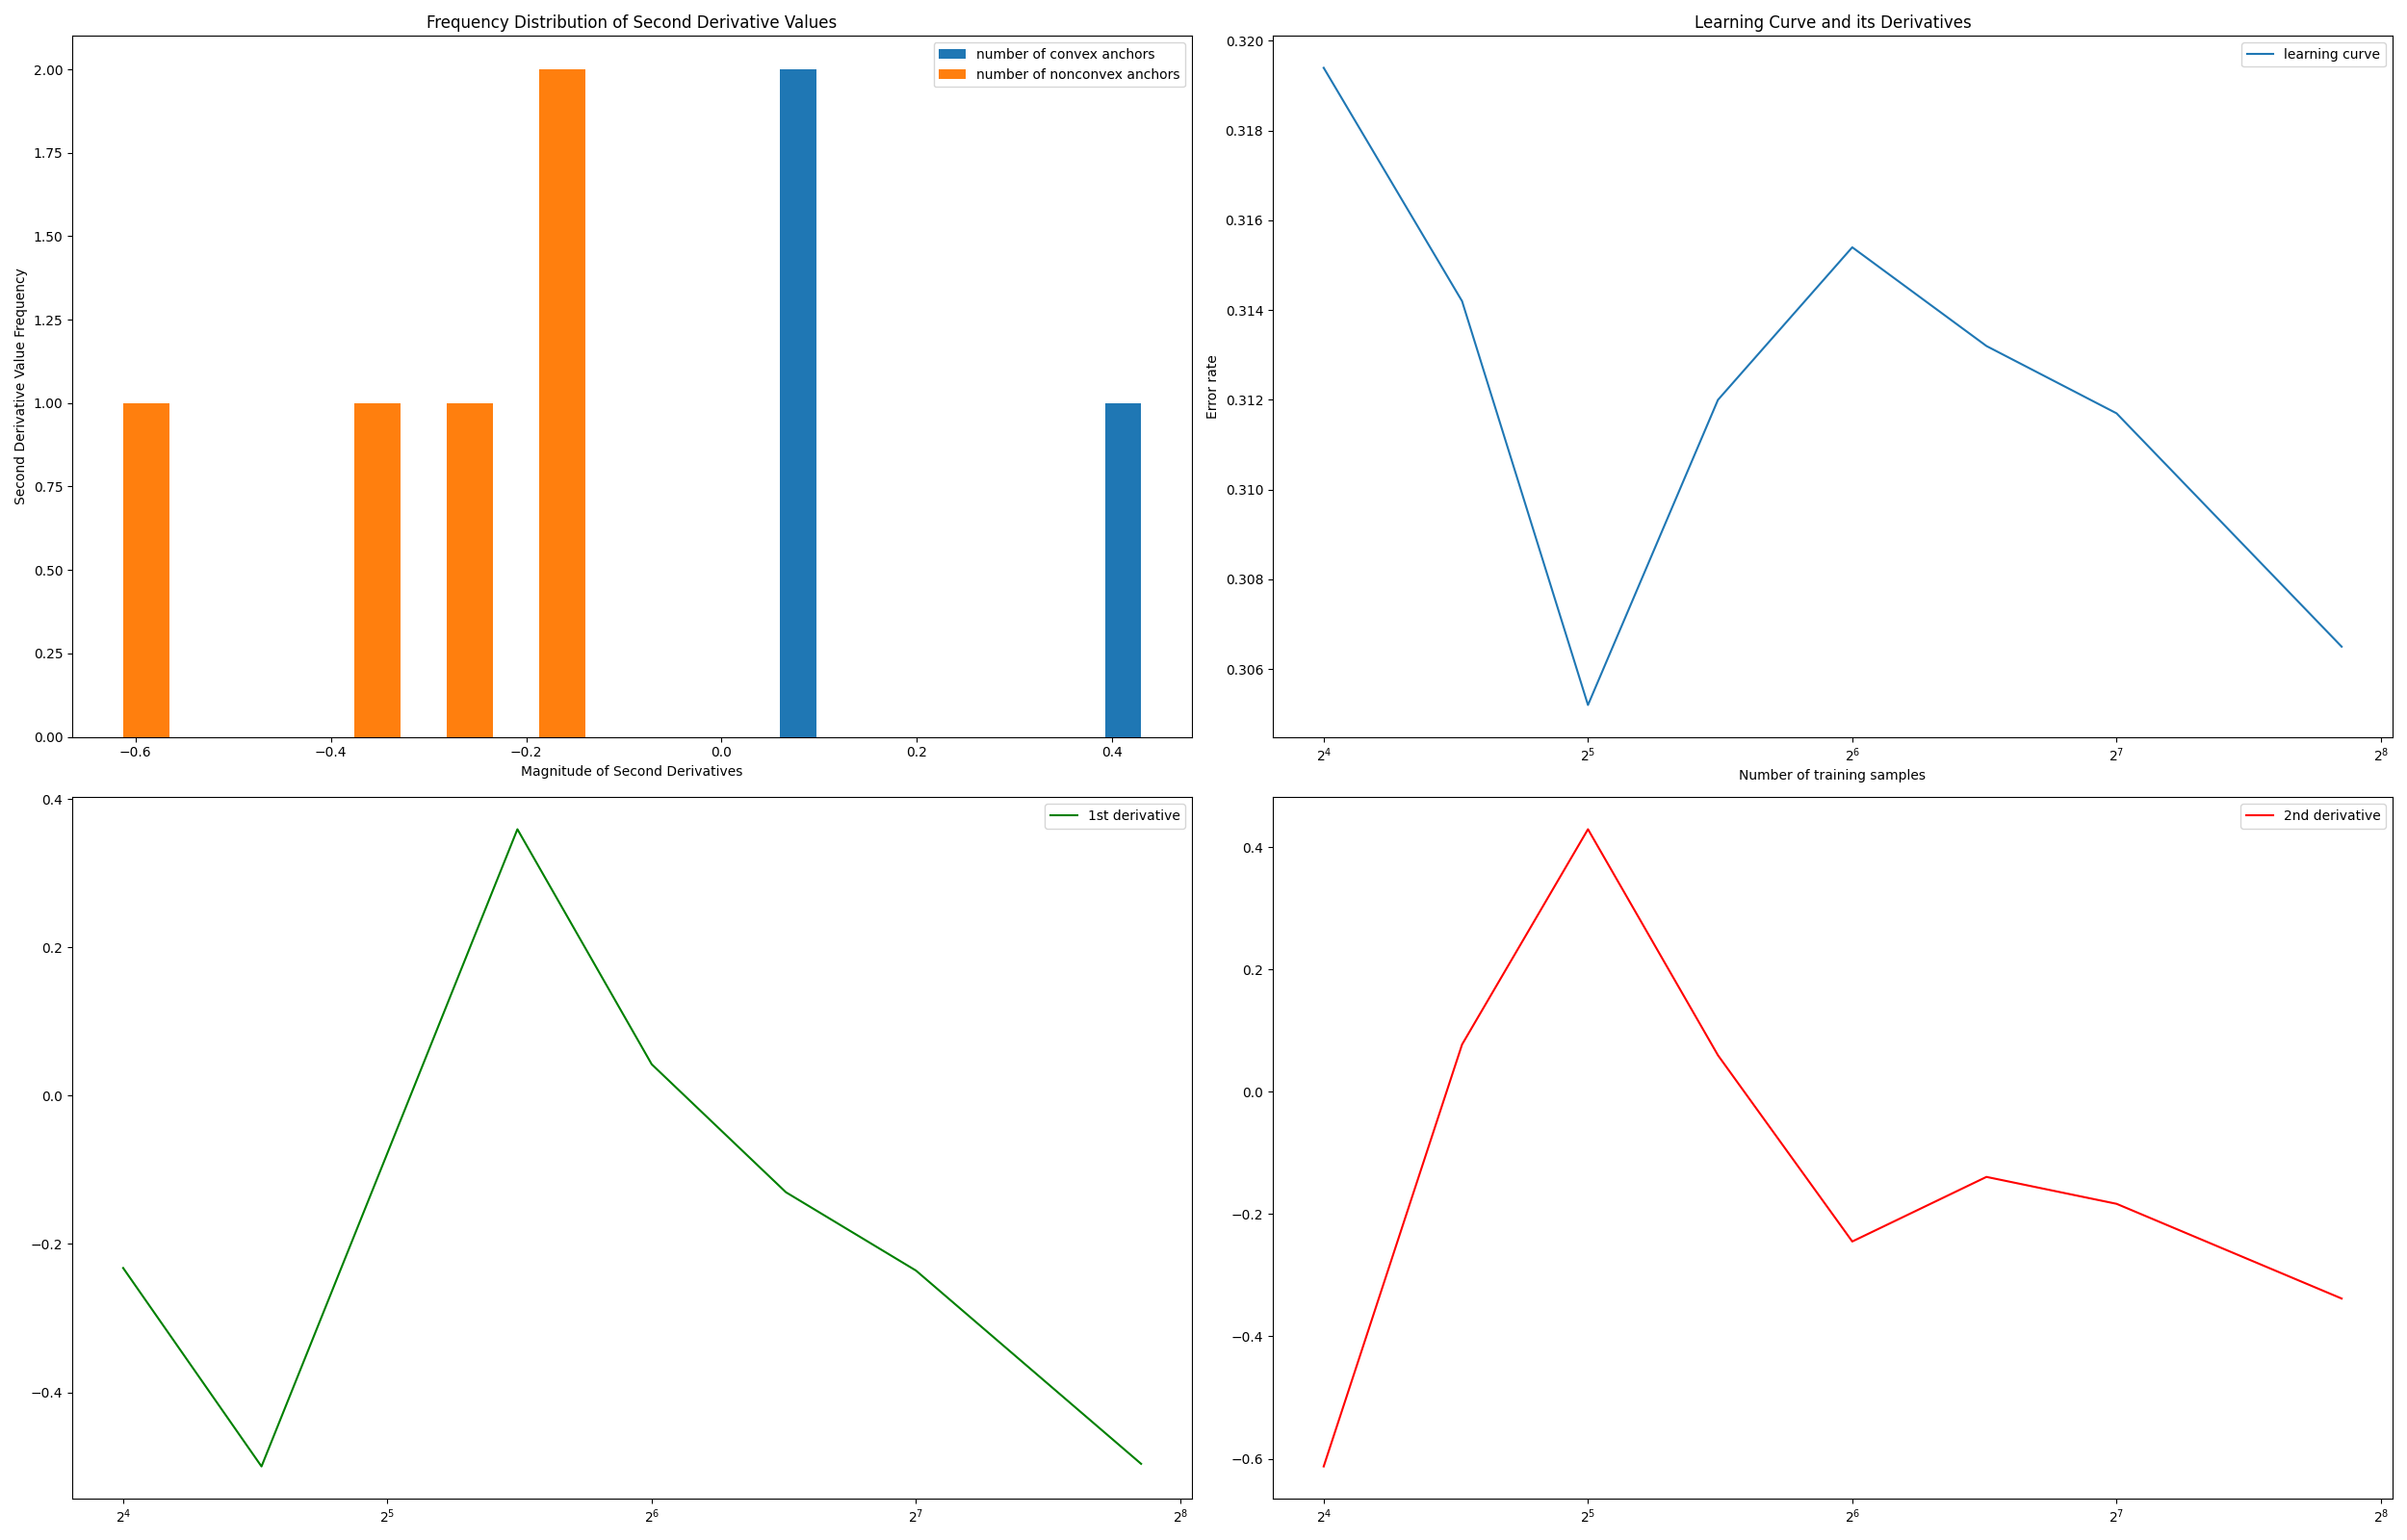 Frequency Distribution of Second Derivative Values
number of convex anchors
number of nonconvex anchors
Second Derivative Value Frequency
2.00
1.75
1.50
1.25
1.00
0.75
0.50
0.25
0.00
−0.6 −0.4 −0.2 0.0 0.2 0.4
Magnitude of Second Derivatives
Learning Curve and its Derivatives
learning curve
Error rate
0.320
0.318
0.316
0.314
0.312
0.310
0.308
0.306
2⁴ 2⁵ 2⁶ 2⁷ 2⁸
Number of training samples
1st derivative
0.4
0.2
0.0
−0.2
−0.4
2⁴ 2⁵ 2⁶ 2⁷ 2⁸
2nd derivative
0.4
0.2
0.0
−0.2
−0.4
−0.6
2⁴ 2⁵ 2⁶ 2⁷ 2⁸